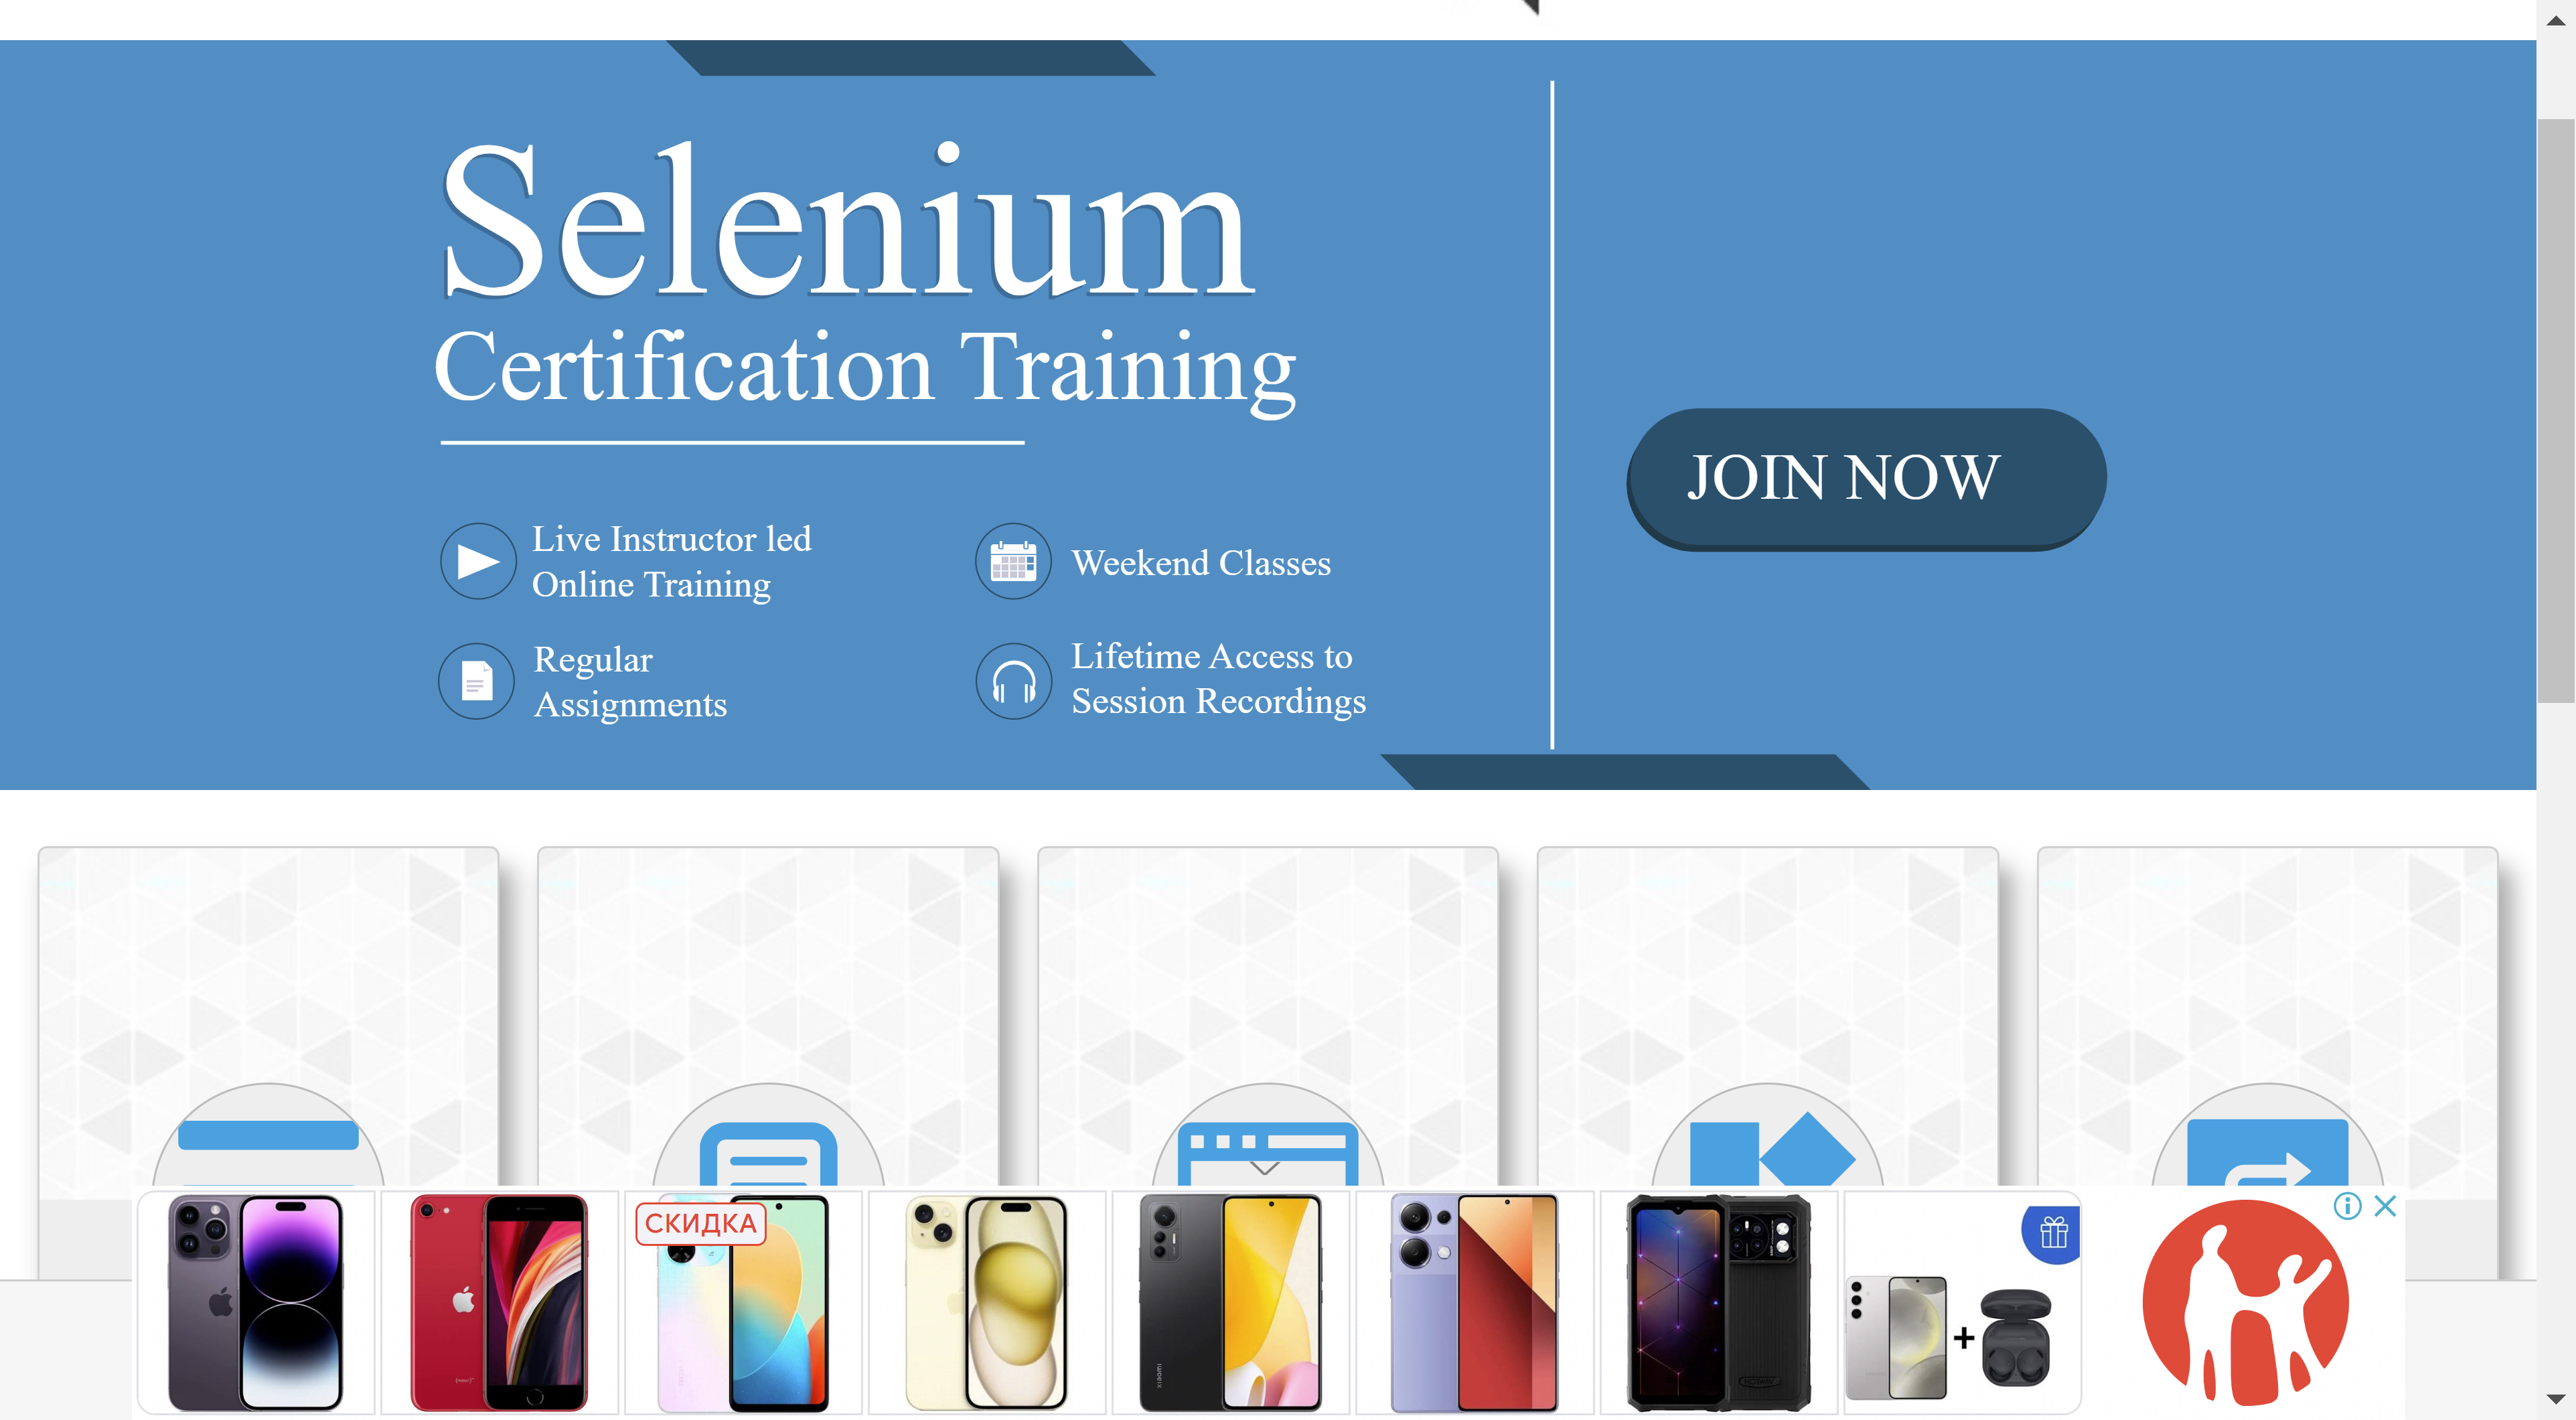 Selenium
Certification Training
JOIN NOW
Live Instructor led
Online Training
Weekend Classes
Regular
Assignments
Lifetime Access to
Session Recordings
СКИДКА